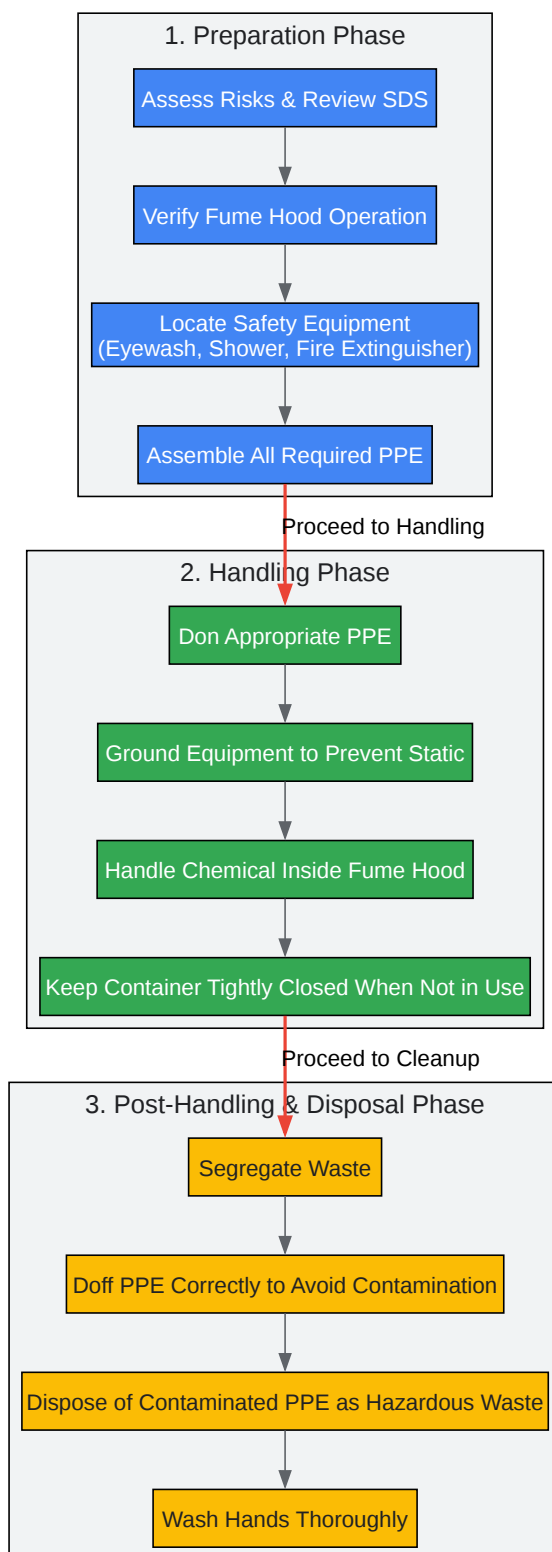 1. Preparation Phase
Assess Risks & Review SDS
Verify Fume Hood Operation
Locate Safety Equipment
(Eyewash, Shower, Fire Extinguisher)
Assemble All Required PPE
Proceed to Handling
2. Handling Phase
Don Appropriate PPE
Ground Equipment to Prevent Static
Handle Chemical Inside Fume Hood
Keep Container Tightly Closed When Not in Use
Proceed to Cleanup
3. Post-Handling & Disposal Phase
Segregate Waste
Doff PPE Correctly to Avoid Contamination
Dispose of Contaminated PPE as Hazardous Waste
Wash Hands Thoroughly